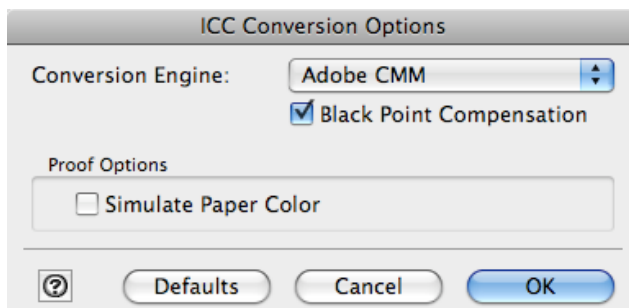 ICC Conversion Options
Conversion Engine: Adobe CMM
Black Point Compensation
Proof Options
Simulate Paper Color
? Defaults Cancel OK